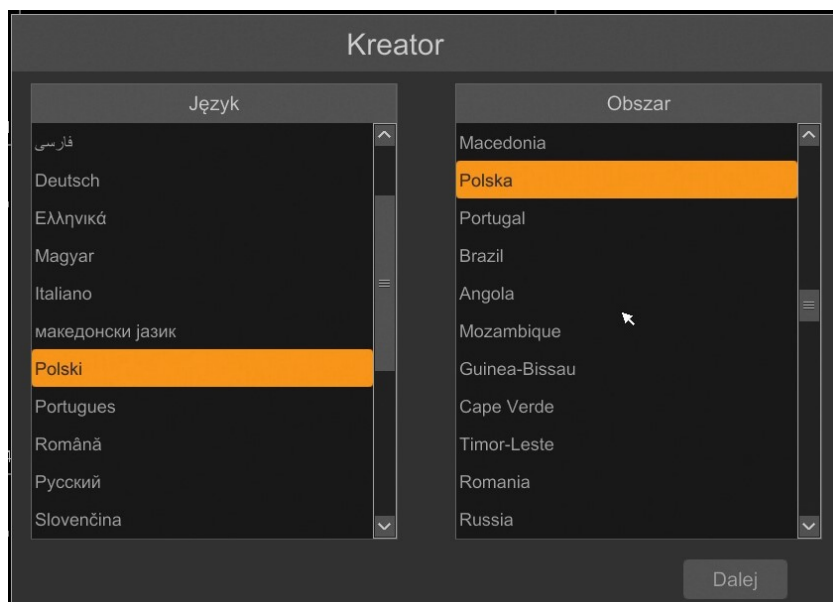 Kreator
Język
فارسی
Deutsch
Ελληνικά
Magyar
Italiano
македонски јазик
Polski
Portugues
Română
Русский
Slovenčina
Obszar
Macedonia
Polska
Portugal
Brazil
Angola
Mozambique
Guinea-Bissau
Cape Verde
Timor-Leste
Romania
Russia
Dalej